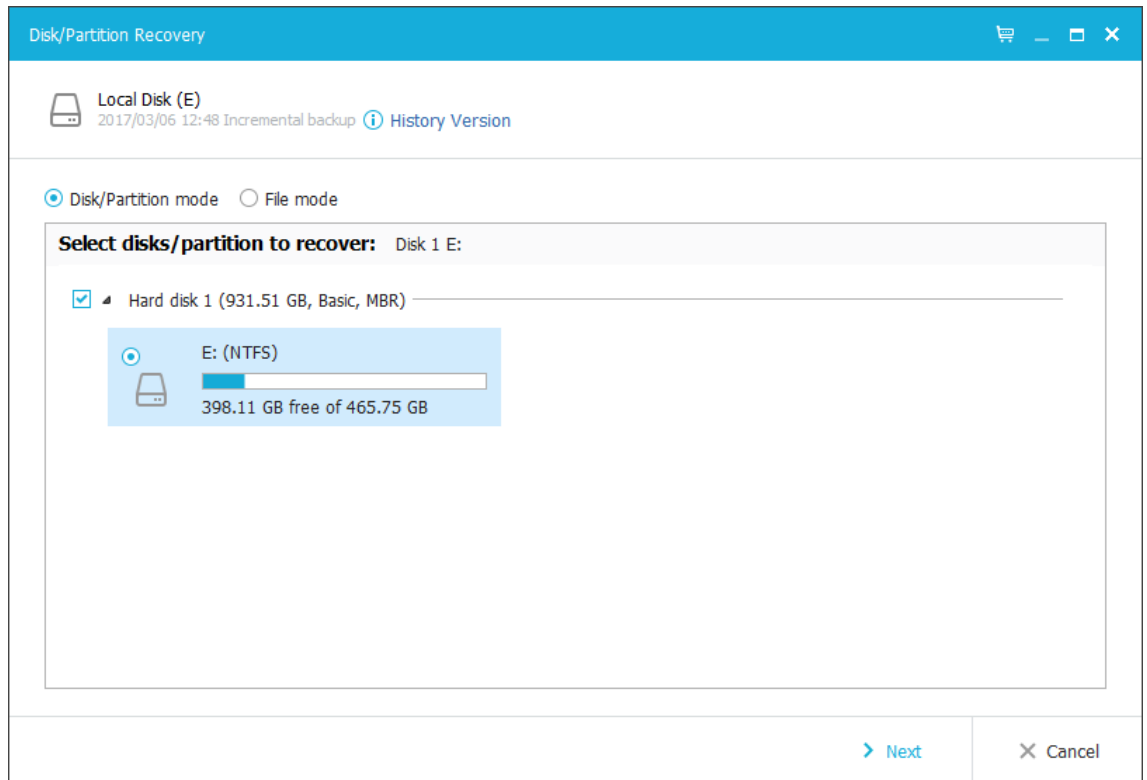 Disk/Partition Recovery
Local Disk (E)
2017/03/06 12:48 Incremental backup History Version
Disk/Partition mode File mode
Select disks/partition to recover: Disk 1 E:
Hard disk 1 (931.51 GB, Basic, MBR)
E: (NTFS)
398.11 GB free of 465.75 GB
Next Cancel